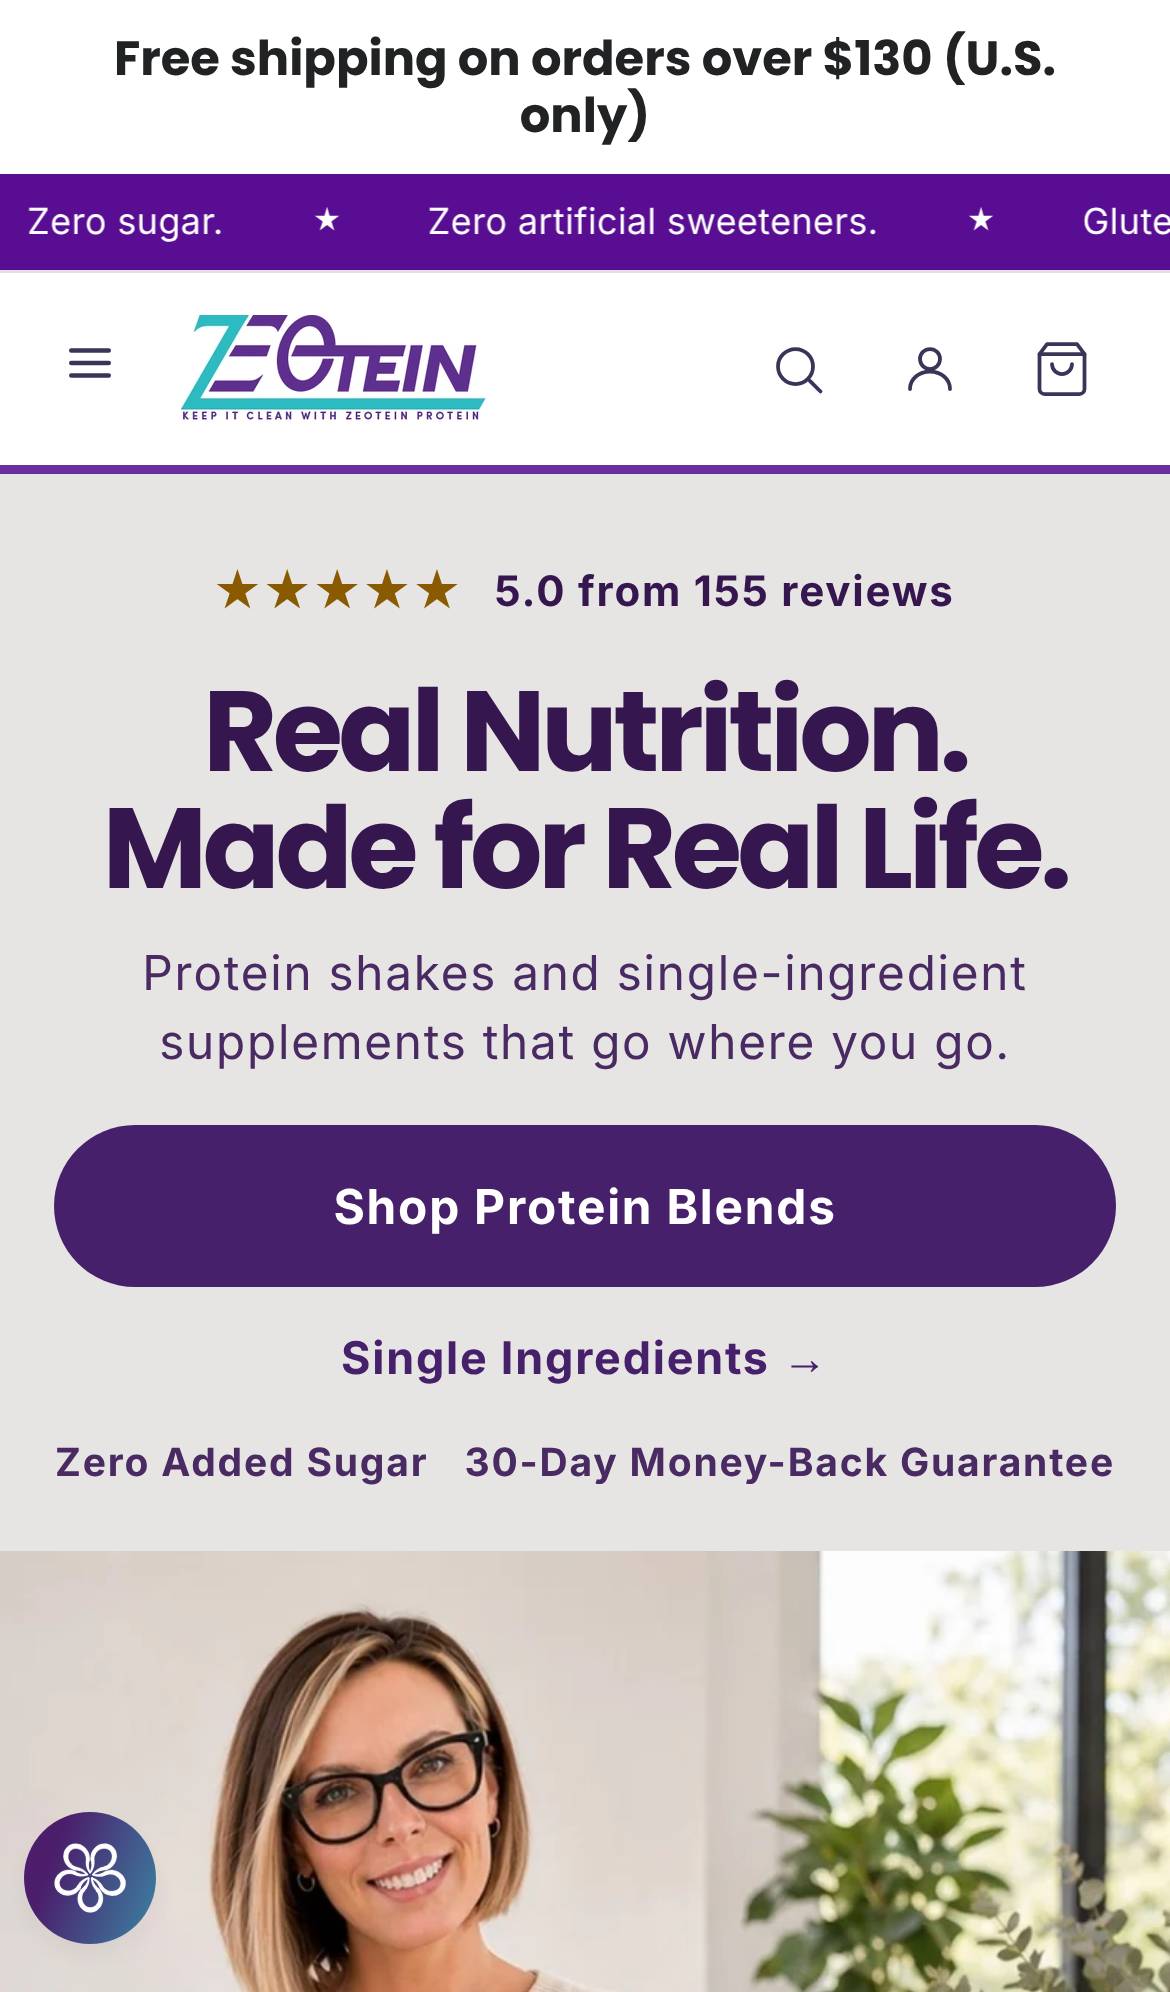 Free shipping on orders over $130 (U.S.
only)
Zero sugar. ★ Zero artificial sweeteners. ★ Glute
ZEOTEIN
KEEP IT CLEAN WITH ZEOTEIN PROTEIN
★★★★★ 5.0 from 155 reviews
Real Nutrition.
Made for Real Life.
Protein shakes and single-ingredient
supplements that go where you go.
Shop Protein Blends
Single Ingredients →
Zero Added Sugar 30-Day Money-Back Guarantee